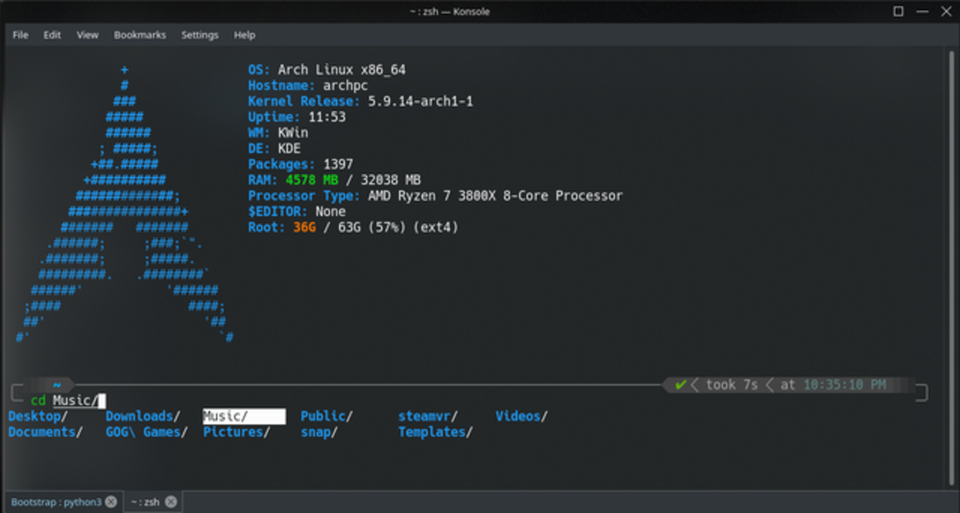 ~ : zsh — Konsole
File Edit View Bookmarks Settings Help
OS: Arch Linux x86_64
Hostname: archpc
Kernel Release: 5.9.14-arch1-1
Uptime: 11:53
WM: KWin
DE: KDE
Packages: 1397
RAM: 4578 MB / 32038 MB
Processor Type: AMD Ryzen 7 3800X 8-Core Processor
$EDITOR: None
Root: 36G / 63G (57%) (ext4)
~ ✔ took 7s at 10:35:10 PM
cd Music/
Desktop/ Downloads/ Music/ Public/ steamvr/ Videos/
Documents/ GOG\ Games/ Pictures/ snap/ Templates/
Bootstrap : python3 ~ : zsh